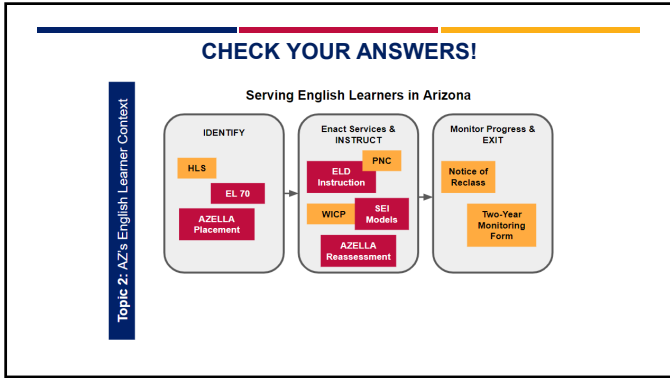 CHECK YOUR ANSWERS!
Topic 2: AZ's English Learner Context
Serving English Learners in Arizona
IDENTIFY
HLS
EL 70
AZELLA
Placement
Enact Services &
INSTRUCT
PNC
ELD
Instruction
WICP
SEI
Models
AZELLA
Reassessment
Monitor Progress &
EXIT
Notice of
Reclass
Two-Year
Monitoring
Form